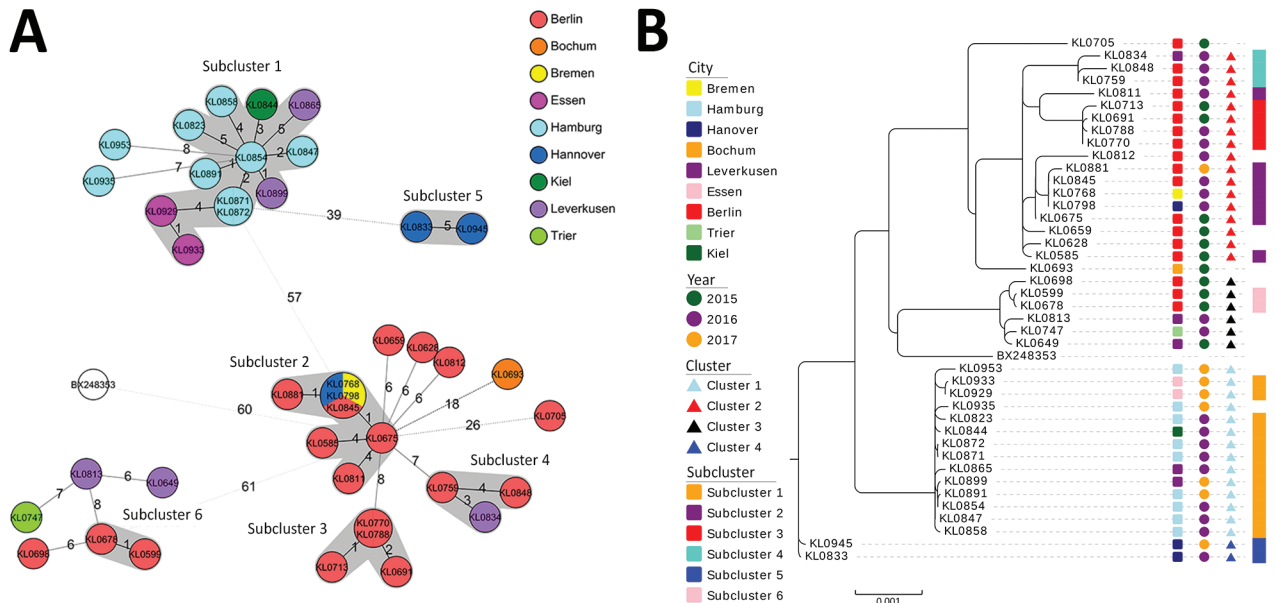 A
Subcluster 1
KL0858
KL0844
KL0865
KL0823
4
3
5
5
KL0953
8
KL0854
2
KL0847
7
1
KL0935
KL0891
2
1
KL0899
KL0871
KL0872
KL0929
4
1
KL0933
39
Subcluster 5
KL0833
5
KL0945
57
Berlin
Bochum
Bremen
Essen
Hamburg
Hannover
Kiel
Leverkusen
Trier
KL0659
KL0628
KL0812
Subcluster 2
BX248353
KL0768
KL0798
KL0845
KL0881
1
6
6
6
KL0693
18
60
1
26
KL0705
KL0585
4
KL0675
4
KL0811
7
8
Subcluster 4
KL0759
4
KL0848
3
KL0834
61
KL0813
6
KL0649
7
8
KL0747
Subcluster 6
KL0678
6
1
KL0698
KL0599
Subcluster 3
KL0770
KL0788
1
2
KL0713
KL0691
B
City
Bremen
Hamburg
Hanover
Bochum
Leverkusen
Essen
Berlin
Trier
Kiel
Year
2015
2016
2017
Cluster
Cluster 1
Cluster 2
Cluster 3
Cluster 4
Subcluster
Subcluster 1
Subcluster 2
Subcluster 3
Subcluster 4
Subcluster 5
Subcluster 6
KL0705
KL0834
KL0848
KL0759
KL0811
KL0713
KL0691
KL0788
KL0770
KL0812
KL0881
KL0845
KL0768
KL0798
KL0675
KL0659
KL0628
KL0585
KL0693
KL0698
KL0599
KL0678
KL0813
KL0747
KL0649
BX248353
KL0953
KL0933
KL0929
KL0935
KL0823
KL0844
KL0872
KL0871
KL0865
KL0899
KL0891
KL0854
KL0847
KL0858
KL0945
KL0833
0.001